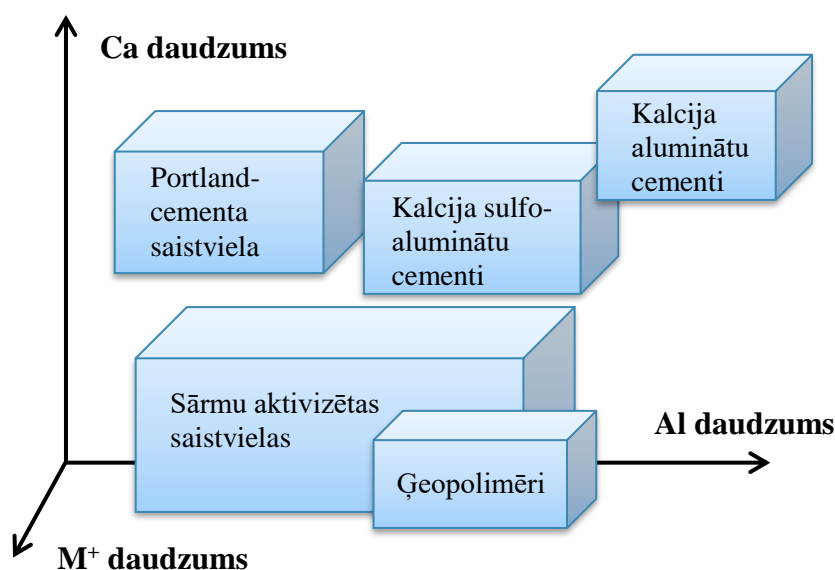 Ca daudzums
Portland-
cementa
saistviela
Kalcija sulfo-
aluminātu
cementi
Kalcija
aluminātu
cementi
Sārmu aktivizētas
saistvielas
Ģeopolimēri
Al daudzums
M⁺ daudzums